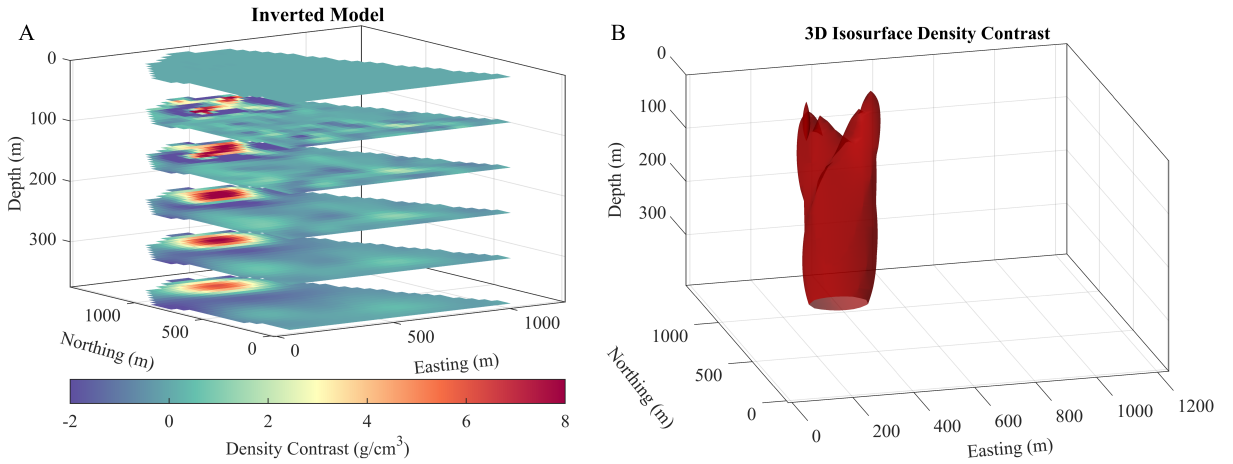 A
Inverted Model
0
100
200
300
Depth (m)
1000
500
0
Northing (m)
0
500
1000
Easting (m)
-2
0
2
4
6
8
Density Contrast (g/cm³)
B
3D Isosurface Density Contrast
0
100
200
300
Depth (m)
1000
500
0
Northing (m)
0
200
400
600
800
1000
1200
Easting (m)